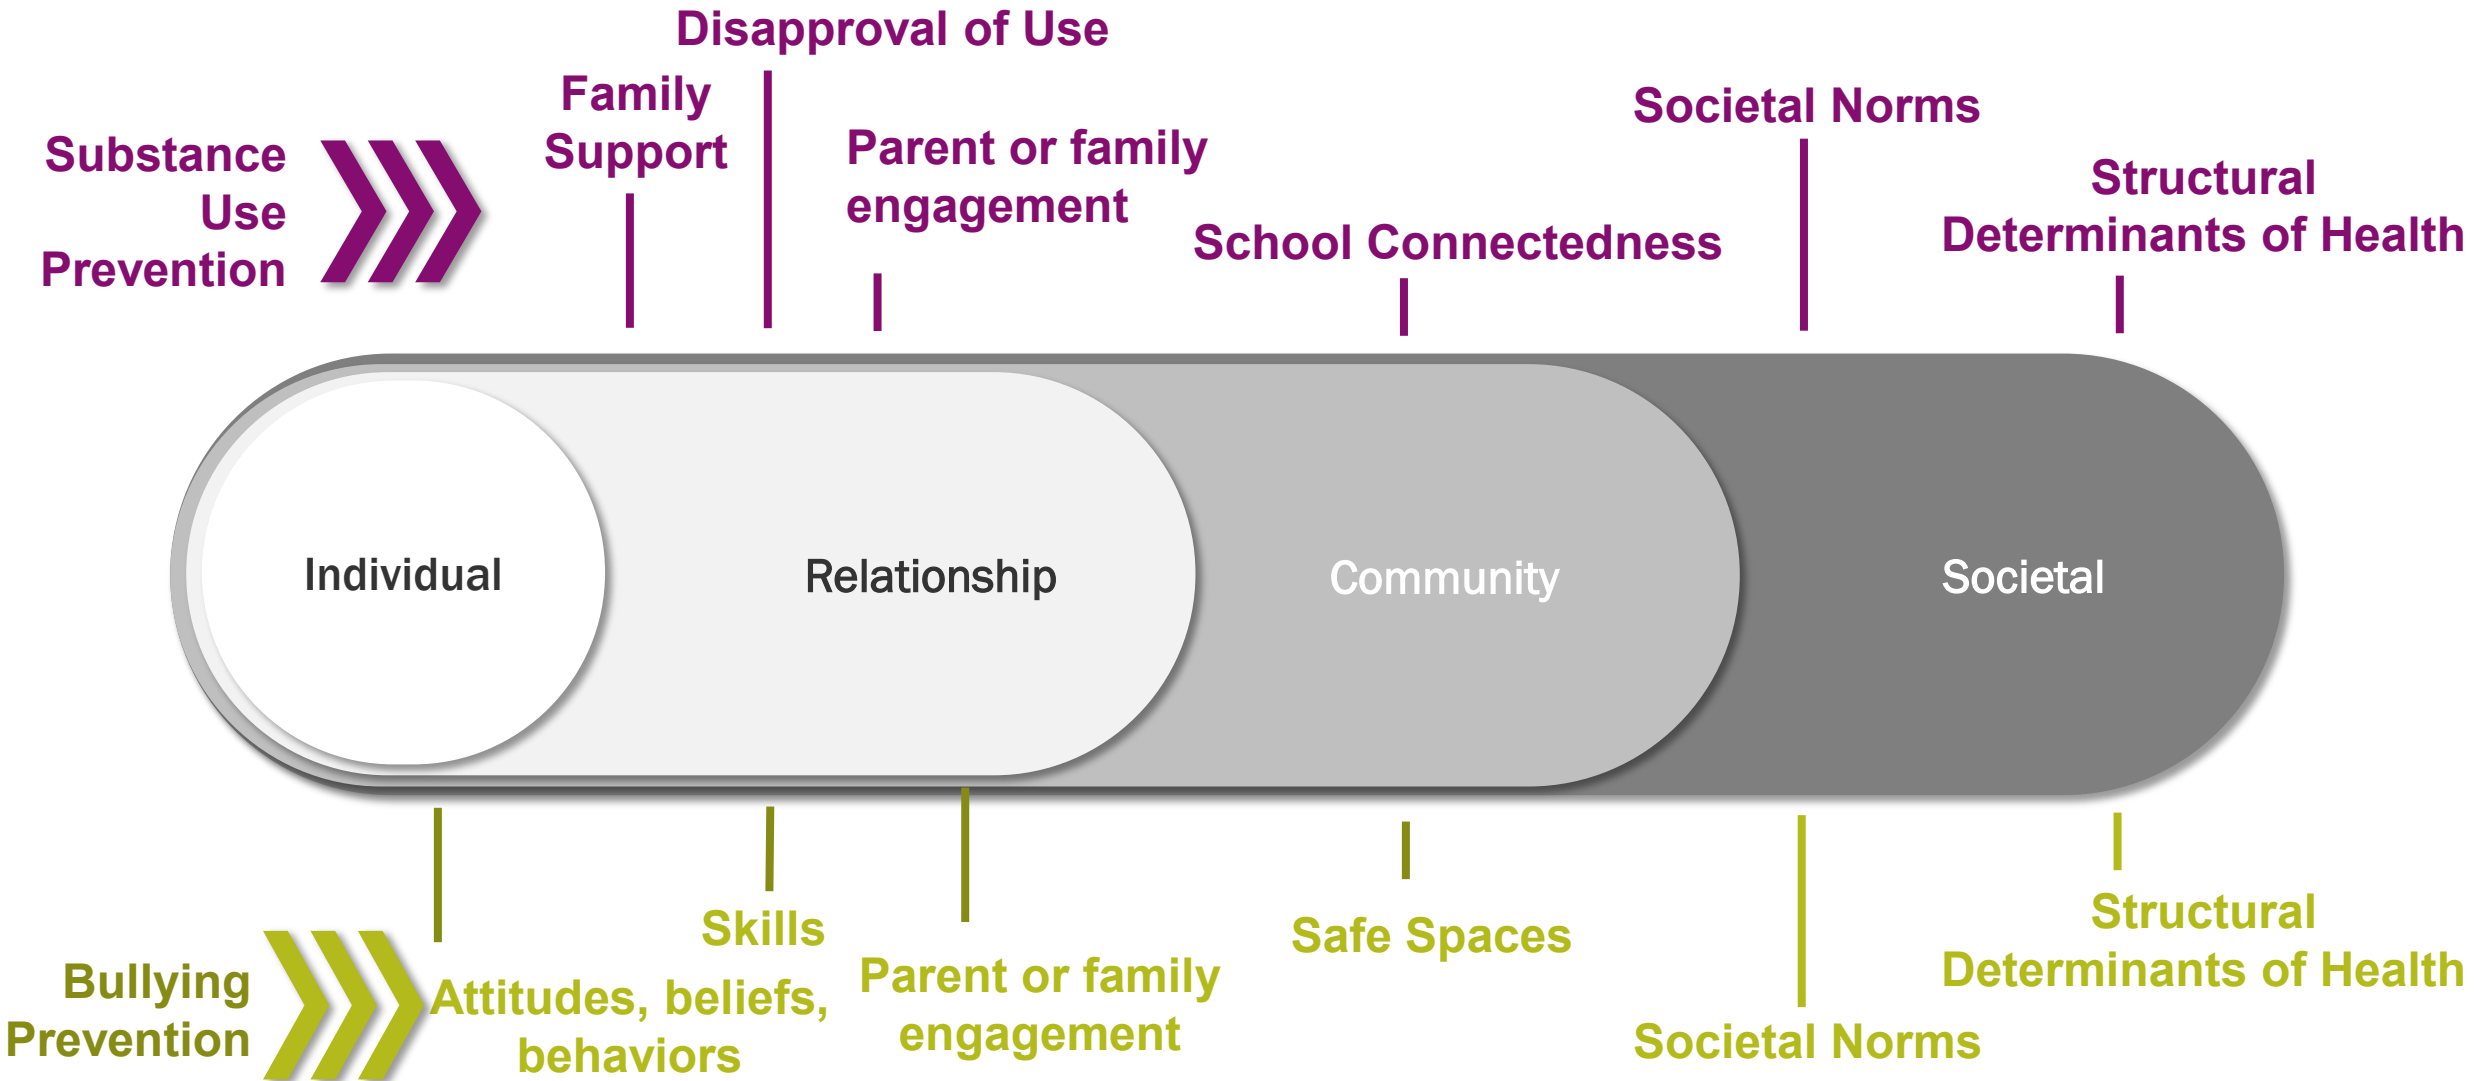 Disapproval of Use
Family
Support
Substance
Use
Prevention
Parent or family
engagement
School Connectedness
Societal Norms
Structural
Determinants of Health
Individual
Relationship
Community
Societal
Bullying
Prevention
Attitudes, beliefs,
behaviors
Skills
Parent or family
engagement
Safe Spaces
Societal Norms
Structural
Determinants of Health